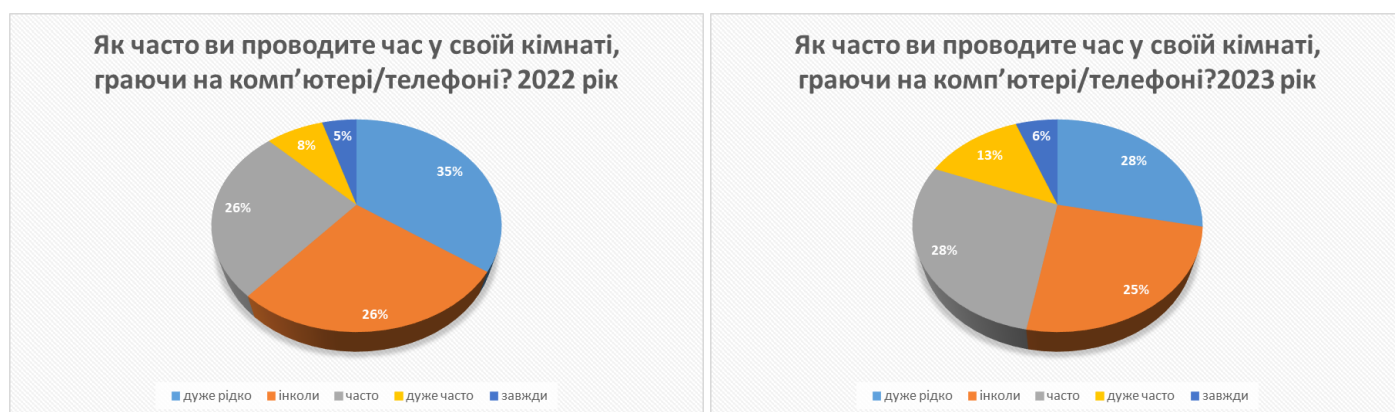 Як часто ви проводите час у своїй кімнаті,
граючи на комп’ютері/телефоні? 2022 рік
5%
8%
35%
26%
26%
дуже рідко інколи часто дуже часто завжди
Як часто ви проводите час у своїй кімнаті,
граючи на комп’ютері/телефоні?2023 рік
6%
13%
28%
28%
25%
дуже рідко інколи часто дуже часто завжди